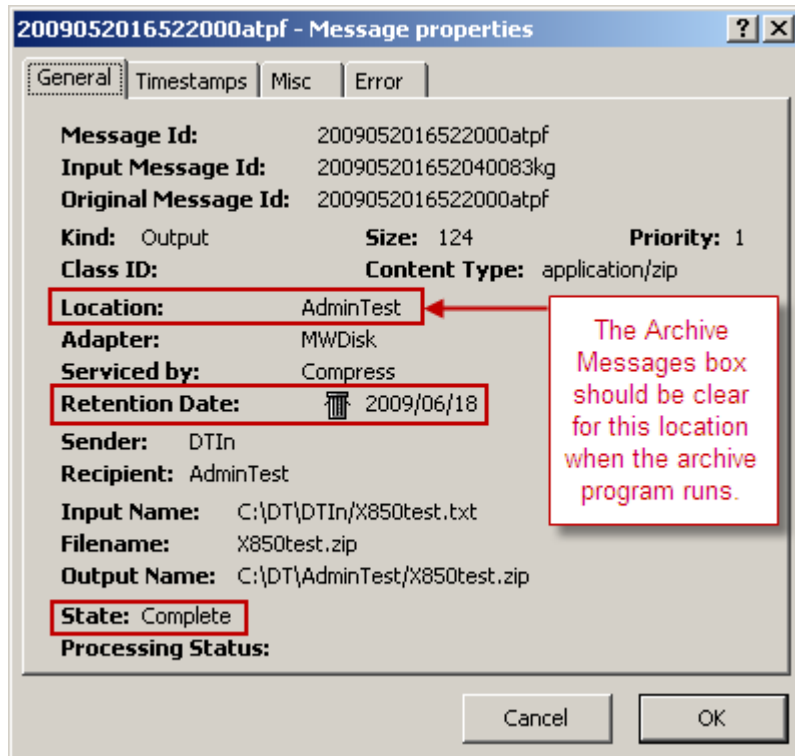 2009052016522000atpf - Message properties
General Timestamps Misc Error
Message Id: 2009052016522000atpf
Input Message Id: 200905201652040083kg
Original Message Id: 2009052016522000atpf
Kind: Output Size: 124 Priority: 1
Class ID: Content Type: application/zip
Location: AdminTest
Adapter: MWDisk
Serviced by: Compress
Retention Date: 2009/06/18
Sender: DTIn
Recipient: AdminTest
Input Name: C:\DT\DTIn/X850test.txt
Filename: X850test.zip
Output Name: C:\DT\AdminTest/X850test.zip
State: Complete
Processing Status:
The Archive
Messages box
should be clear
for this location
when the archive
program runs.
Cancel OK